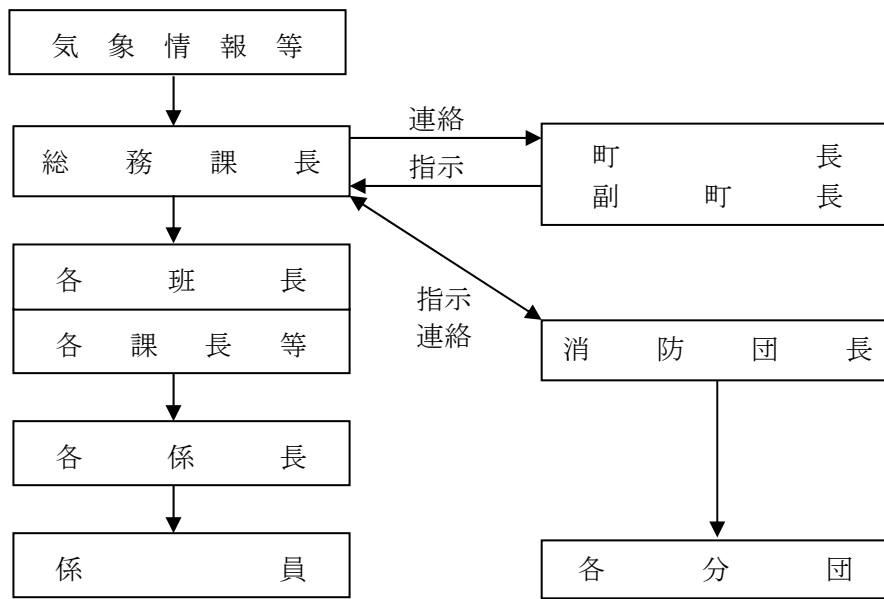 気象情報等
総務課長
連絡
指示
町長
副町長
各班長
各課長等
指示
連絡
消防団長
各係長
係員
各分団